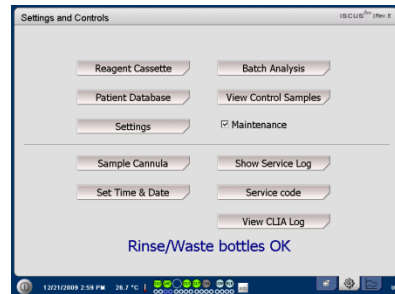 Settings and Controls
ISCUSflex | Rev. E
Reagent Cassette
Batch Analysis
Patient Database
View Control Samples
Settings
Maintenance
Sample Cannula
Show Service Log
Set Time & Date
Service code
View CLIA Log
Rinse/Waste bottles OK
12/21/2009 2:59 PM 26.7 °C